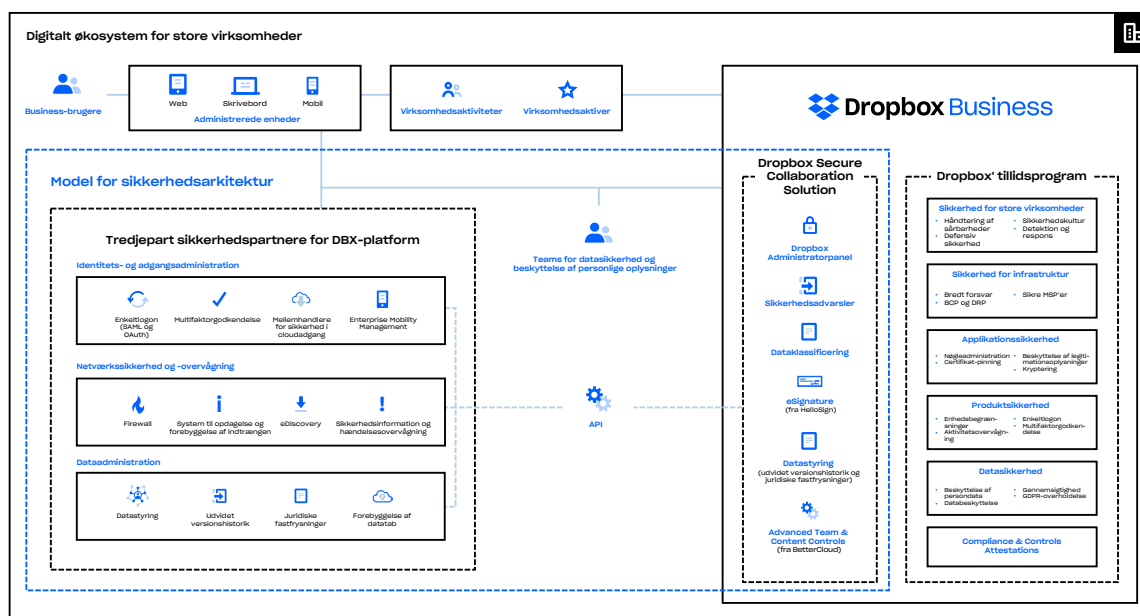 Digitalt økosystem for store virksomheder
Business-brugere
Web
Skrivebord
Mobil
Administrerede enheder
Virksomhedsaktiviteter
Virksomhedsaktiver
Dropbox Business
Model for sikkerhedsarkitektur
Tredjepart sikkerhedspartnere for DBX-platform
Identitets- og adgangsadministration
Enkeltlogon
(SAML og
OAuth)
Multifaktorgodkendelse
Mellemhandlere
for sikkerhed i
cloudadgang
Enterprise Mobility
Management
Netværkssikkerhed og -overvågning
Firewall
System til opdagelse og
forebyggelse af indtrængen
eDiscovery
Sikkerhedsinformation og
hændelsesovervågning
Dataadministration
Datastyring
Udvidet
versionshistorik
Juridiske
fastfrysninger
Forebyggelse af
datatab
Teams for datasikkerhed og
beskyttelse af personlige oplysninger
API
Dropbox Secure
Collaboration
Solution
Dropbox
Administratorpanel
Sikkerhedsadvarsler
Dataklassificering
eSignature
(fra HelloSign)
Datastyring
(udvidet versionshistorik og
juridiske fastfrysninger)
Advanced Team &
Content Controls
(fra BetterCloud)
Dropbox' tillidsprogram
Sikkerhed for store virksomheder
• Håndtering af
sårbarheder
• Defensiv
sikkerhed
• Sikkerhedskultur
• Detektion og
respons
Sikkerhed for infrastruktur
• Bredt forsvar
• BCP og DRP
• Sikre MSP'er
Applikationssikkerhed
• Nøgleadministration
• Certifikat-pinning
• Beskyttelse af legiti-
mationsoplysninger
• Kryptering
Produktsikkerhed
• Enhedsbegræn-
sninger
• Aktivitetsovervågn-
ing
• Enkeltlogon
• Multifaktorgodken-
delse
Datasikkerhed
• Beskyttelse af
persondata
• Databeskyttelse
• Gennemsigtighed
• GDPR-overholdelse
Compliance & Controls
Attestations